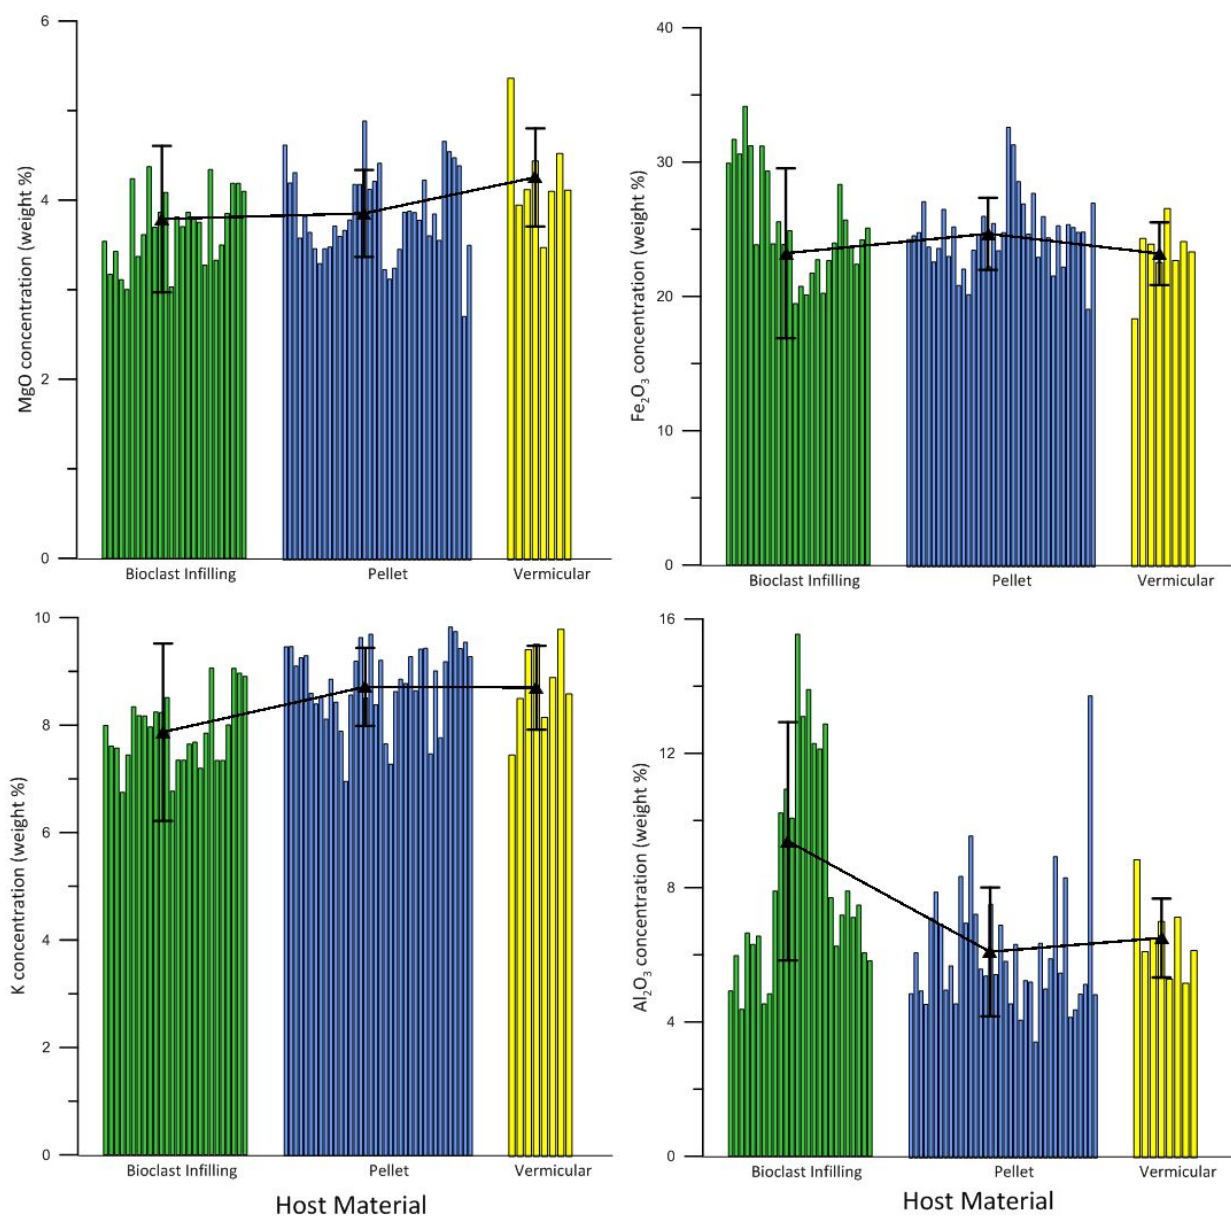 6
4
2
0
MgO concentration (weight %)
Bioclast Infilling
Pellet
Vermicular
40
30
20
10
0
Fe₂O₃ concentration (weight %)
Bioclast Infilling
Pellet
Vermicular
10
8
6
4
2
0
K concentration (weight %)
Bioclast Infilling
Pellet
Vermicular
Host Material
16
12
8
4
0
Al₂O₃ concentration (weight %)
Bioclast Infilling
Pellet
Vermicular
Host Material